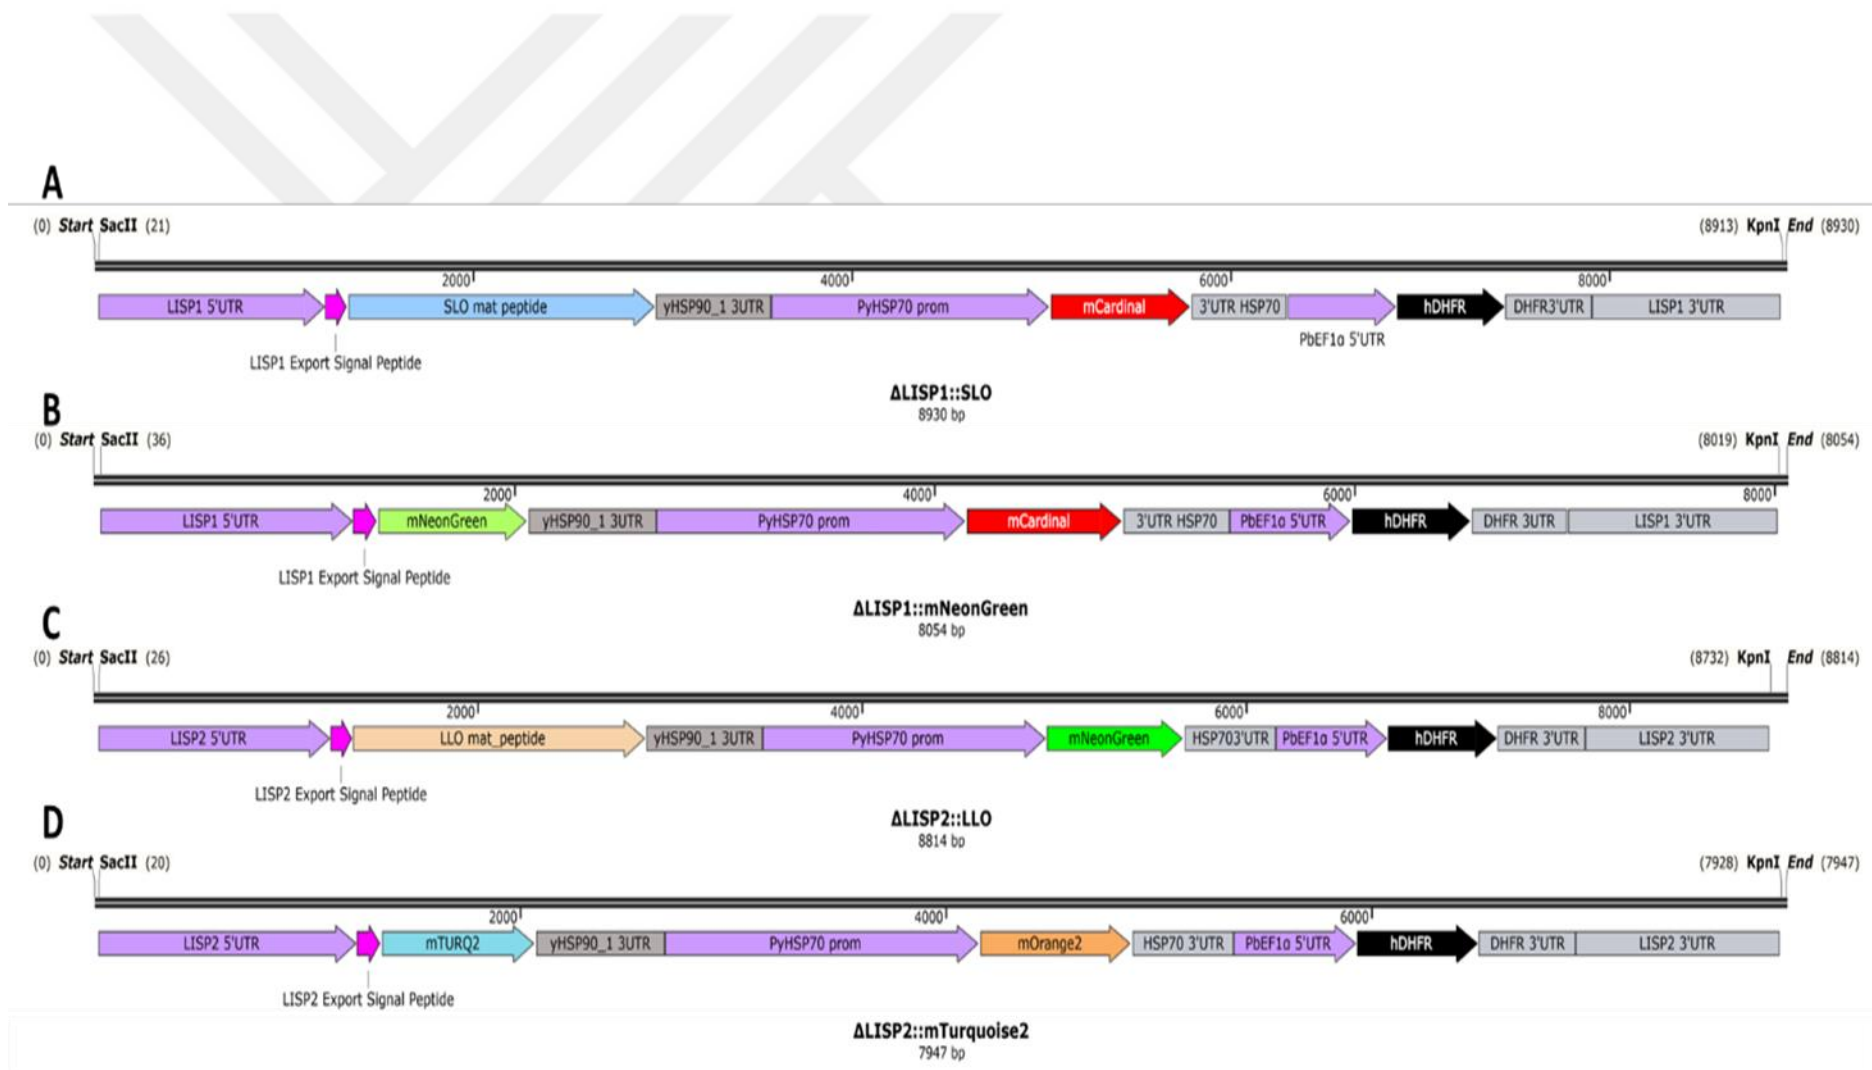 A
(0) Start SacII (21) (8913) KpnI End (8930)
2000 4000 6000 8000
LISP1 5'UTR SLO mat peptide yHSP90_1 3UTR PyHSP70 prom mCardinal 3'UTR HSP70 hDHFR DHFR3'UTR LISP1 3'UTR
PbEF1α 5'UTR
LISP1 Export Signal Peptide
ΔLISP1::SLO
8930 bp
B
(0) Start SacII (36) (8019) KpnI End (8054)
2000 4000 6000 8000
LISP1 5'UTR mNeonGreen yHSP90_1 3UTR PyHSP70 prom mCardinal 3'UTR HSP70 PbEF1α 5'UTR hDHFR DHFR 3UTR LISP1 3'UTR
LISP1 Export Signal Peptide
ΔLISP1::mNeonGreen
8054 bp
C
(0) Start SacII (26) (8732) KpnI End (8814)
2000 4000 6000 8000
LISP2 5'UTR LLO mat_peptide yHSP90_1 3UTR PyHSP70 prom mNeonGreen HSP703'UTR PbEF1α 5'UTR hDHFR DHFR 3'UTR LISP2 3'UTR
LISP2 Export Signal Peptide
ΔLISP2::LLO
8814 bp
D
(0) Start SacII (20) (7928) KpnI End (7947)
2000 4000 6000
LISP2 5'UTR mTURQ2 yHSP90_1 3UTR PyHSP70 prom mOrange2 HSP70 3'UTR PbEF1α 5'UTR hDHFR DHFR 3'UTR LISP2 3'UTR
LISP2 Export Signal Peptide
ΔLISP2::mTurquoise2
7947 bp